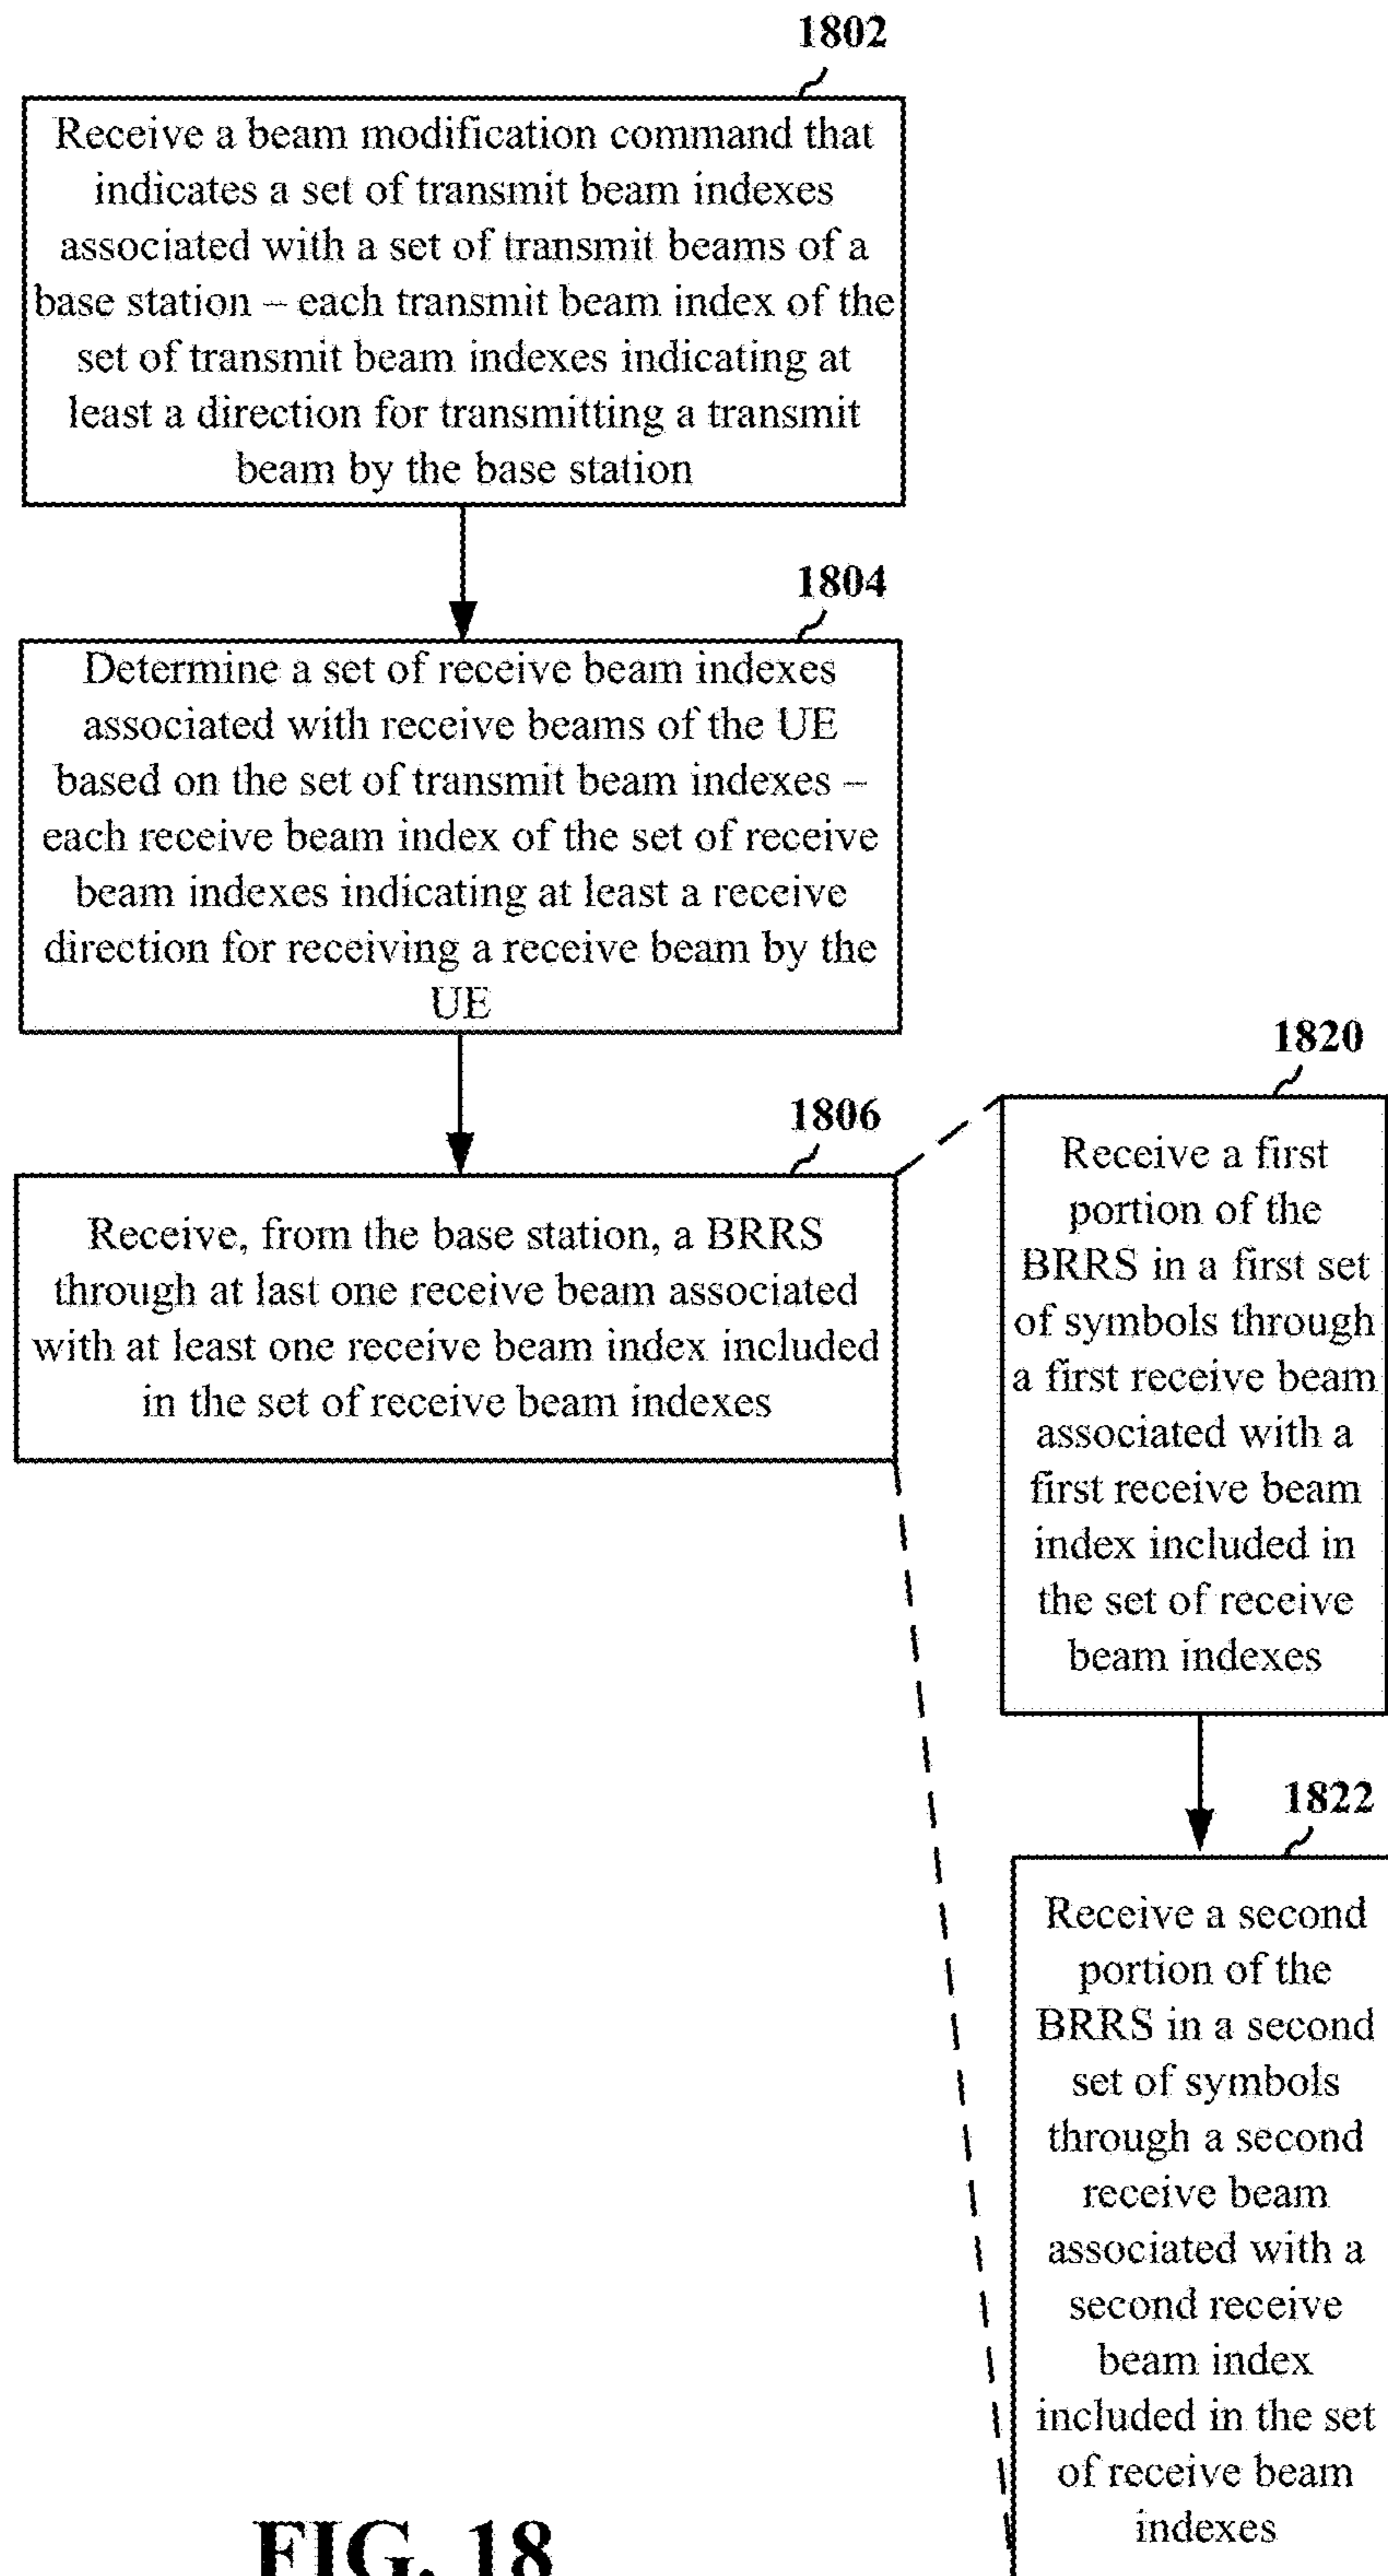 1802
Receive a beam modification command that
indicates a set of transmit beam indexes
associated with a set of transmit beams of a
base station – each transmit beam index of the
set of transmit beam indexes indicating at
least a direction for transmitting a transmit
beam by the base station
1804
Determine a set of receive beam indexes
associated with receive beams of the UE
based on the set of transmit beam indexes –
each receive beam index of the set of receive
beam indexes indicating at least a receive
direction for receiving a receive beam by the
UE
1806
Receive, from the base station, a BRRS
through at last one receive beam associated
with at least one receive beam index included
in the set of receive beam indexes
1820
Receive a first
portion of the
BRRS in a first set
of symbols through
a first receive beam
associated with a
first receive beam
index included in
the set of receive
beam indexes
1822
Receive a second
portion of the
BRRS in a second
set of symbols
through a second
receive beam
associated with a
second receive
beam index
included in the set
of receive beam
indexes
FIG. 18